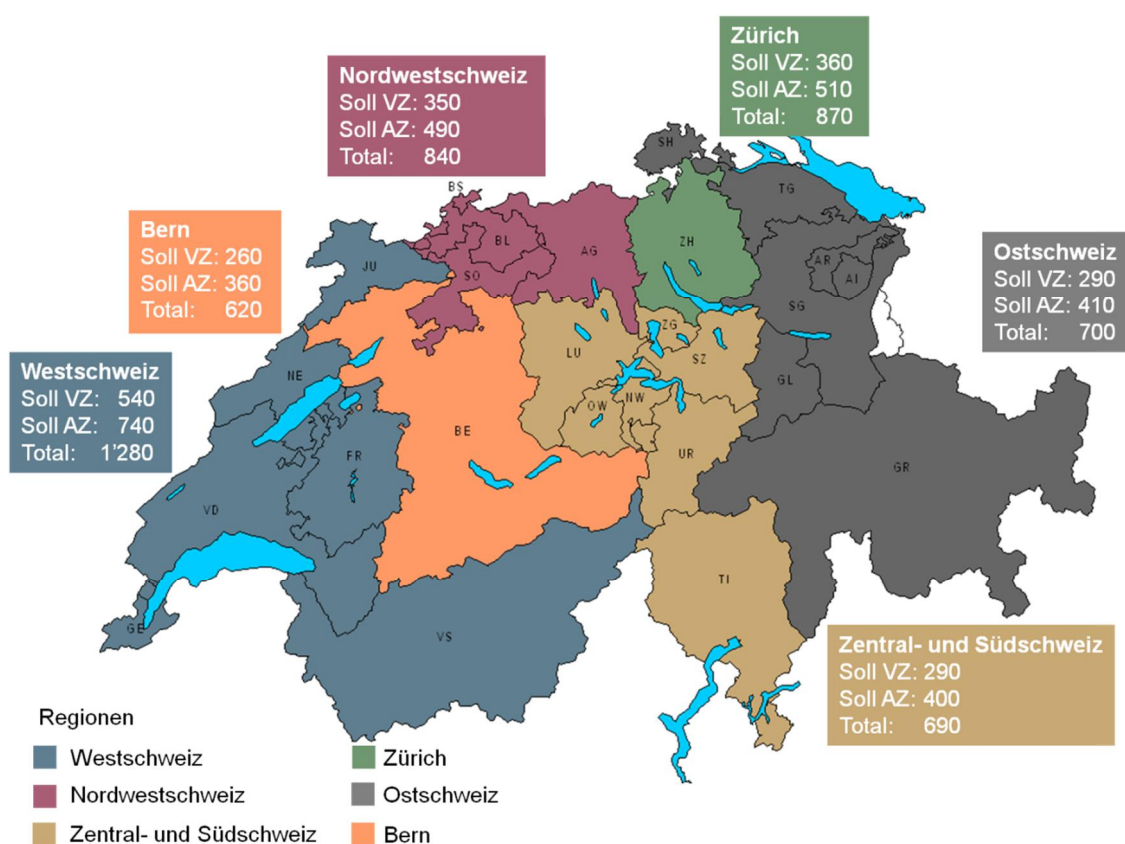 Zürich
Soll VZ: 360
Soll AZ: 510
Total: 870
Nordwestschweiz
Soll VZ: 350
Soll AZ: 490
Total: 840
Bern
Soll VZ: 260
Soll AZ: 360
Total: 620
Ostschweiz
Soll VZ: 290
Soll AZ: 410
Total: 700
Westschweiz
Soll VZ: 540
Soll AZ: 740
Total: 1'280
Zentral- und Südschweiz
Soll VZ: 290
Soll AZ: 400
Total: 690
SH
BS
TG
BL
AG
ZH
JU
SO
AR
AI
SG
ZG
LU
SZ
NE
GL
OW
NW
BE
FR
UR
GR
VD
TI
GE
VS
Regionen
Westschweiz
Zürich
Nordwestschweiz
Ostschweiz
Zentral- und Südschweiz
Bern